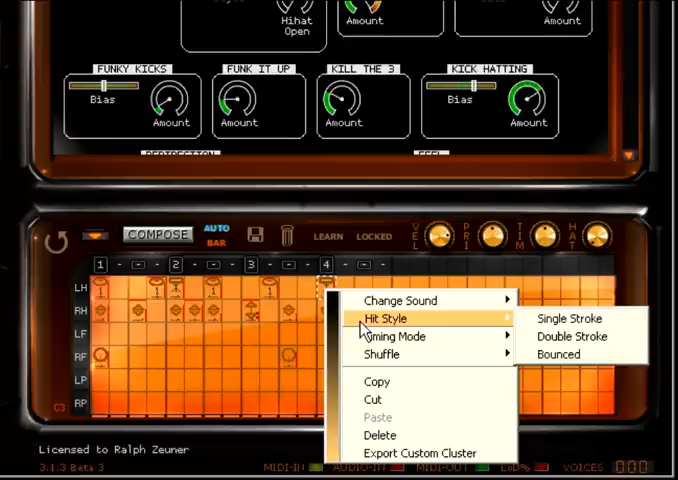 Hihat Open
Amount
Amount
FUNKY KICKS
FUNK IT UP
KILL THE 3
KICK HATTING
Bias
Amount
Amount
Amount
Bias
Amount
FEEL
COMPOSE
AUTO BAR
LEARN
LOCKED
VEL
PRI
TIM
HAT
1 - - 2 - - 3 - - 4 - -
LH
RH
LF
RF
LP
RP
C3
Change Sound
Hit Style
Timing Mode
Shuffle
Copy
Cut
Paste
Delete
Export Custom Cluster
Single Stroke
Double Stroke
Bounced
Licensed to Ralph Zeuner
3.1.3 Beta 3
MIDI-IN
AUDIO-INT
MIDI-OUT
LOD%
VOICES
000